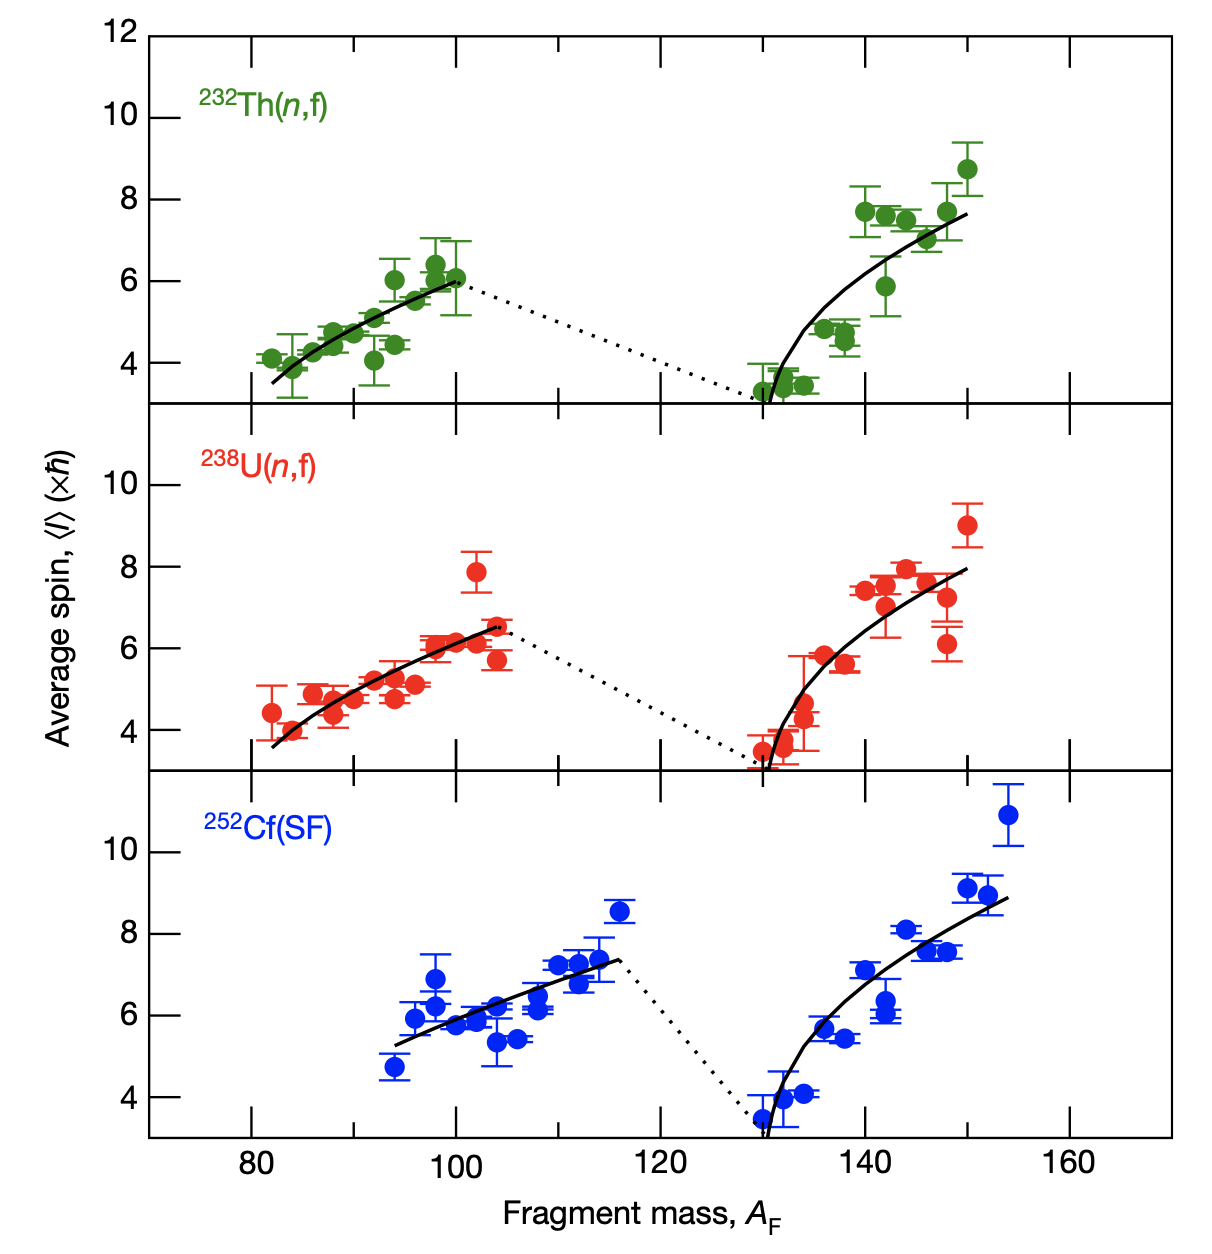 12
10
8
6
4
²³²Th(n,f)
10
8
6
4
²³⁸U(n,f)
10
8
6
4
²⁵²Cf(SF)
Average spin, ⟨I⟩ (×ħ)
80 100 120 140 160
Fragment mass, A_F